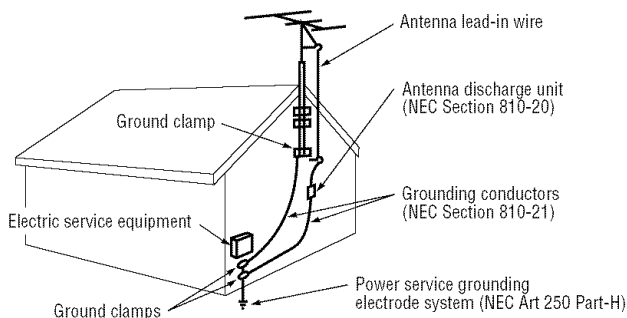 Antenna lead-in wire
Antenna discharge unit
(NEC Section 810-20)
Ground clamp
Grounding conductors
(NEC Section 810-21)
Electric service equipment
Power service grounding
electrode system (NEC Art 250 Part-H)
Ground clamps